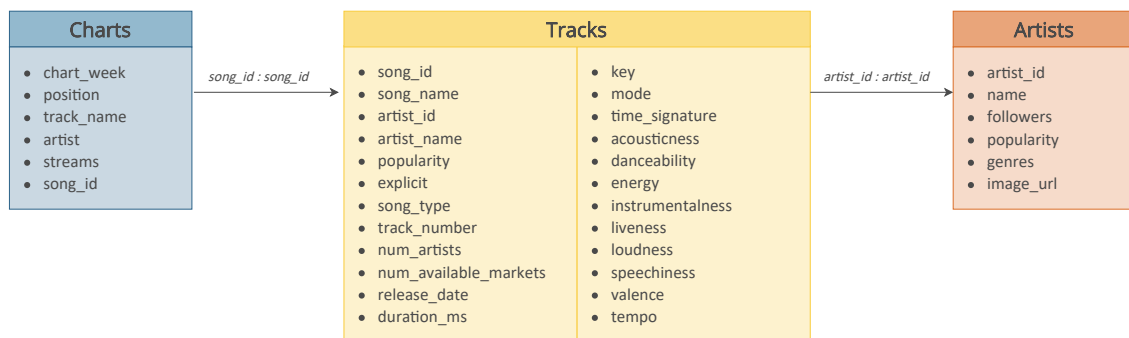 Charts
chart_week
position
track_name
artist
streams
song_id
song_id : song_id
Tracks
song_id
song_name
artist_id
artist_name
popularity
explicit
song_type
track_number
num_artists
num_available_markets
release_date
duration_ms
key
mode
time_signature
acousticness
danceability
energy
instrumentalness
liveness
loudness
speechiness
valence
tempo
artist_id : artist_id
Artists
artist_id
name
followers
popularity
genres
image_url